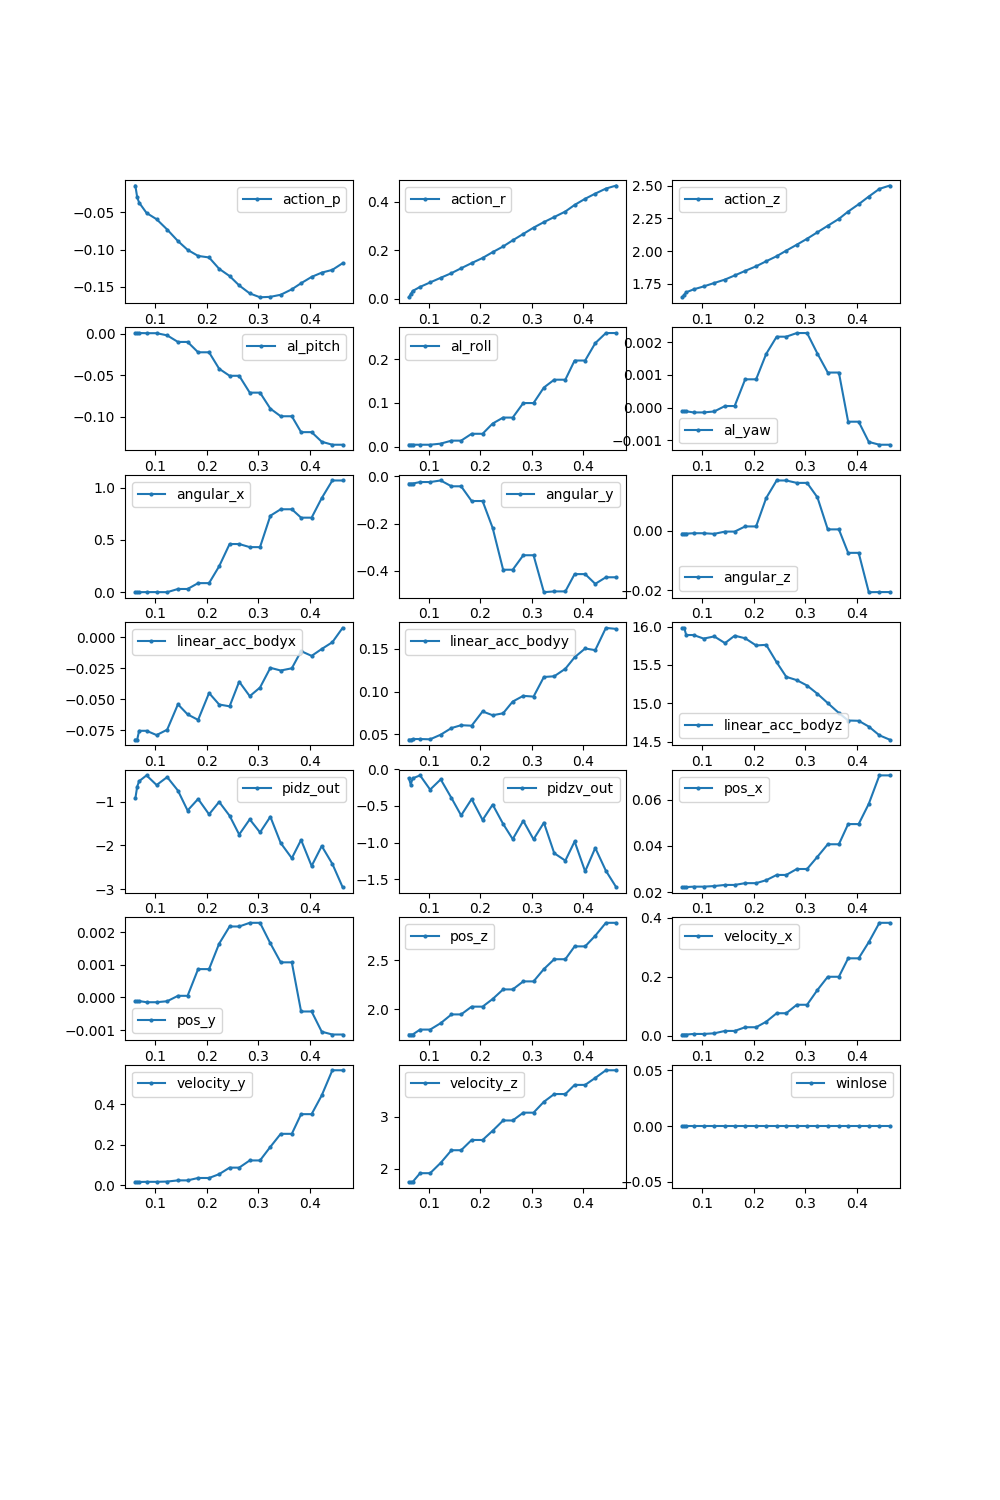 action_p
−0.05
−0.10
−0.15
0.1 0.2 0.3 0.4
action_r
0.4
0.2
0.0
0.1 0.2 0.3 0.4
action_z
2.50
2.25
2.00
1.75
0.1 0.2 0.3 0.4
al_pitch
0.00
−0.05
−0.10
0.1 0.2 0.3 0.4
al_roll
0.2
0.1
0.0
0.1 0.2 0.3 0.4
0.002
0.001
0.000
−0.001
al_yaw
0.1 0.2 0.3 0.4
angular_x
1.0
0.5
0.0
0.1 0.2 0.3 0.4
angular_y
0.0
−0.2
−0.4
0.1 0.2 0.3 0.4
0.00
−0.02
angular_z
0.1 0.2 0.3 0.4
linear_acc_bodyx
0.000
−0.025
−0.050
−0.075
0.1 0.2 0.3 0.4
linear_acc_bodyy
0.15
0.10
0.05
0.1 0.2 0.3 0.4
16.0
15.5
15.0
14.5
linear_acc_bodyz
0.1 0.2 0.3 0.4
pidz_out
−1
−2
−3
0.1 0.2 0.3 0.4
pidzv_out
0.0
−0.5
−1.0
−1.5
0.1 0.2 0.3 0.4
pos_x
0.06
0.04
0.02
0.1 0.2 0.3 0.4
0.002
0.001
0.000
−0.001
pos_y
0.1 0.2 0.3 0.4
pos_z
2.5
2.0
0.1 0.2 0.3 0.4
velocity_x
0.4
0.2
0.0
0.1 0.2 0.3 0.4
velocity_y
0.4
0.2
0.0
0.1 0.2 0.3 0.4
velocity_z
3
2
0.1 0.2 0.3 0.4
winlose
0.05
0.00
−0.05
0.1 0.2 0.3 0.4